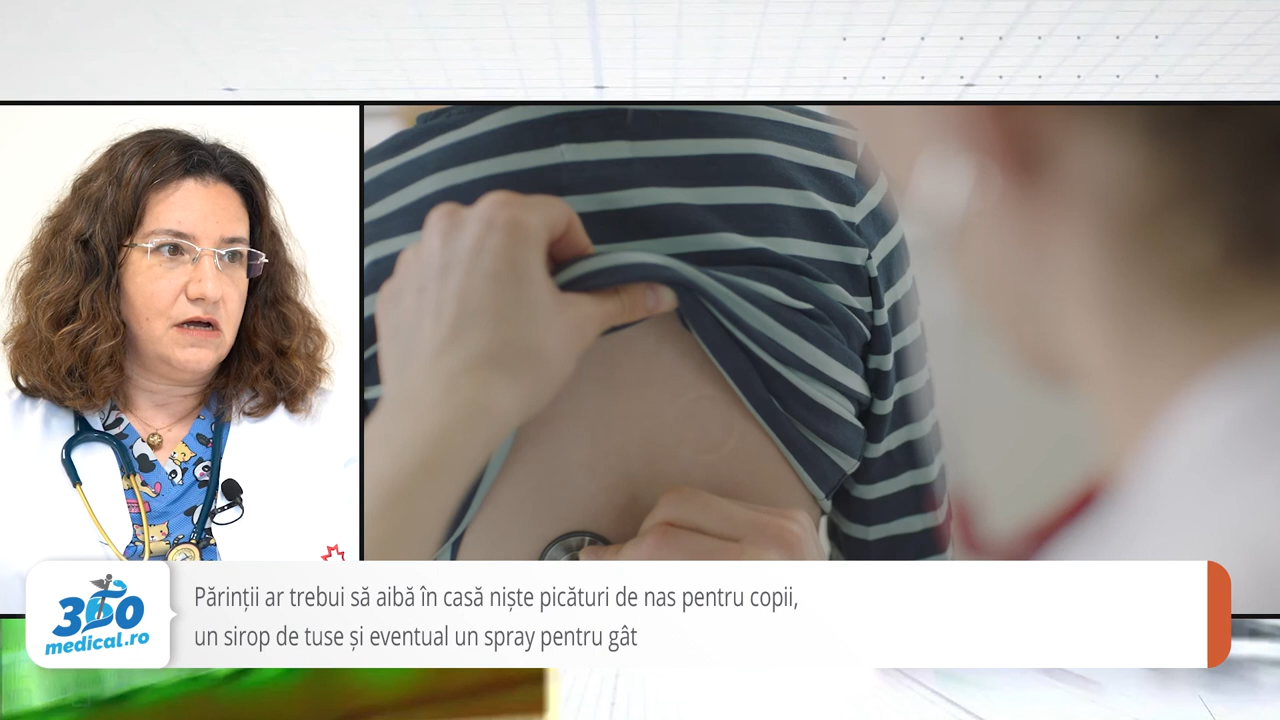 Părinții ar trebui să aibă în casă niște picături de nas pentru copii,
un sirop de tuse și eventual un spray pentru gât
360
medical.ro